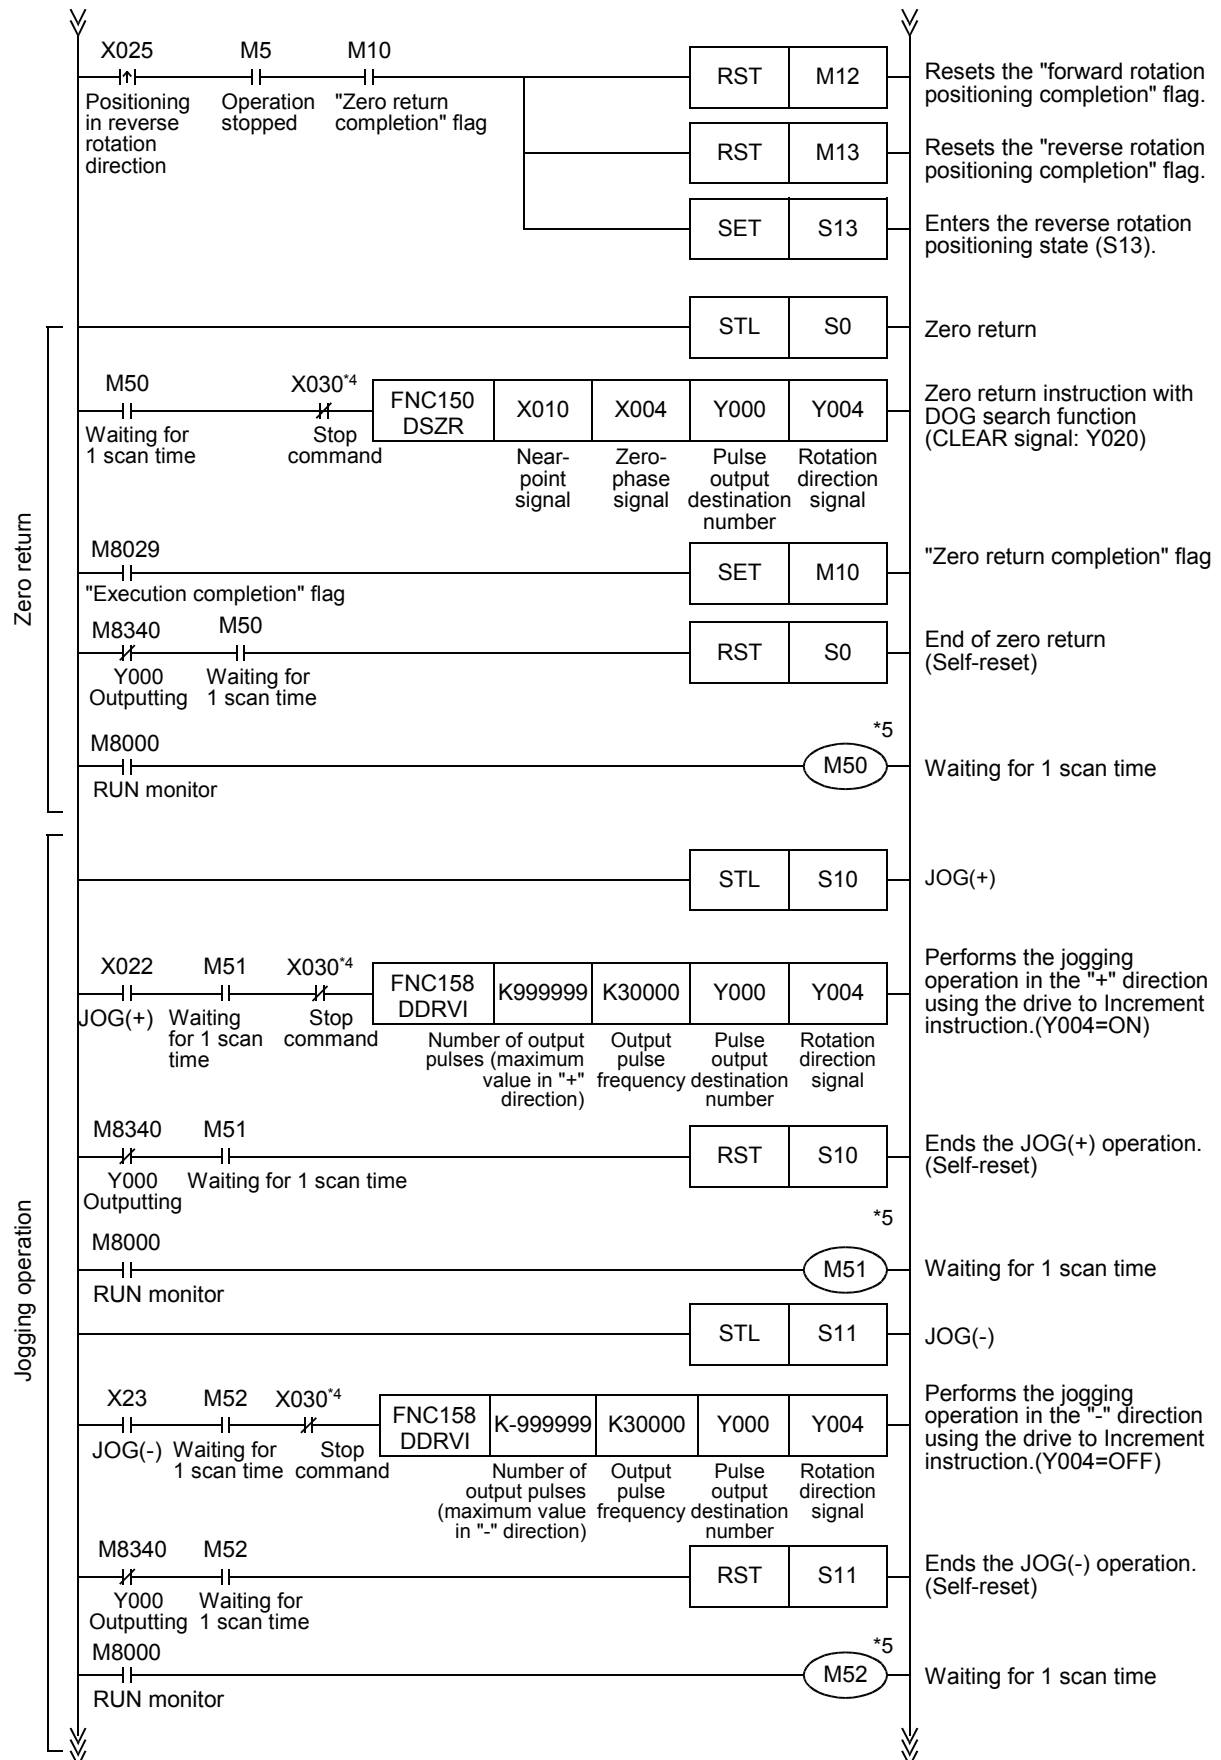 X025 M5 M10
RST M12
Resets the "forward rotation
positioning completion" flag.
Positioning
in reverse
rotation
direction
Operation
stopped
"Zero return
completion" flag
RST M13
Resets the "reverse rotation
positioning completion" flag.
SET S13
Enters the reverse rotation
positioning state (S13).
Zero return
STL S0
Zero return
M50 X030*4
FNC150
DSZR
X010 X004 Y000 Y004
Zero return instruction with
DOG search function
(CLEAR signal: Y020)
Waiting for
1 scan time
Stop
command
Near-
point
signal
Zero-
phase
signal
Pulse
output
destination
number
Rotation
direction
signal
M8029
SET M10
"Zero return completion" flag
"Execution completion" flag
M8340 M50
RST S0
End of zero return
(Self-reset)
Y000
Outputting
Waiting for
1 scan time
M8000
*5
M50
Waiting for 1 scan time
RUN monitor
Jogging operation
STL S10
JOG(+)
X022 M51 X030*4
FNC158
DDRVI
K999999 K30000 Y000 Y004
Performs the jogging
operation in the "+" direction
using the drive to Increment
instruction.(Y004=ON)
JOG(+)
Waiting
for 1 scan
time
Stop
command
Number of output
pulses (maximum
value in "+"
direction)
Output
pulse
frequency
Pulse
output
destination
number
Rotation
direction
signal
M8340 M51
RST S10
Ends the JOG(+) operation.
(Self-reset)
Y000
Outputting
Waiting for 1 scan time
M8000
*5
M51
Waiting for 1 scan time
RUN monitor
STL S11
JOG(-)
X23 M52 X030*4
FNC158
DDRVI
K-999999 K30000 Y000 Y004
Performs the jogging
operation in the "-" direction
using the drive to Increment
instruction.(Y004=OFF)
JOG(-)
Waiting for
1 scan time
Stop
command
Number of
output pulses
(maximum value
in "-" direction)
Output
pulse
frequency
Pulse
output
destination
number
Rotation
direction
signal
M8340 M52
RST S11
Ends the JOG(-) operation.
(Self-reset)
Y000
Outputting
Waiting for
1 scan time
M8000
*5
M52
Waiting for 1 scan time
RUN monitor